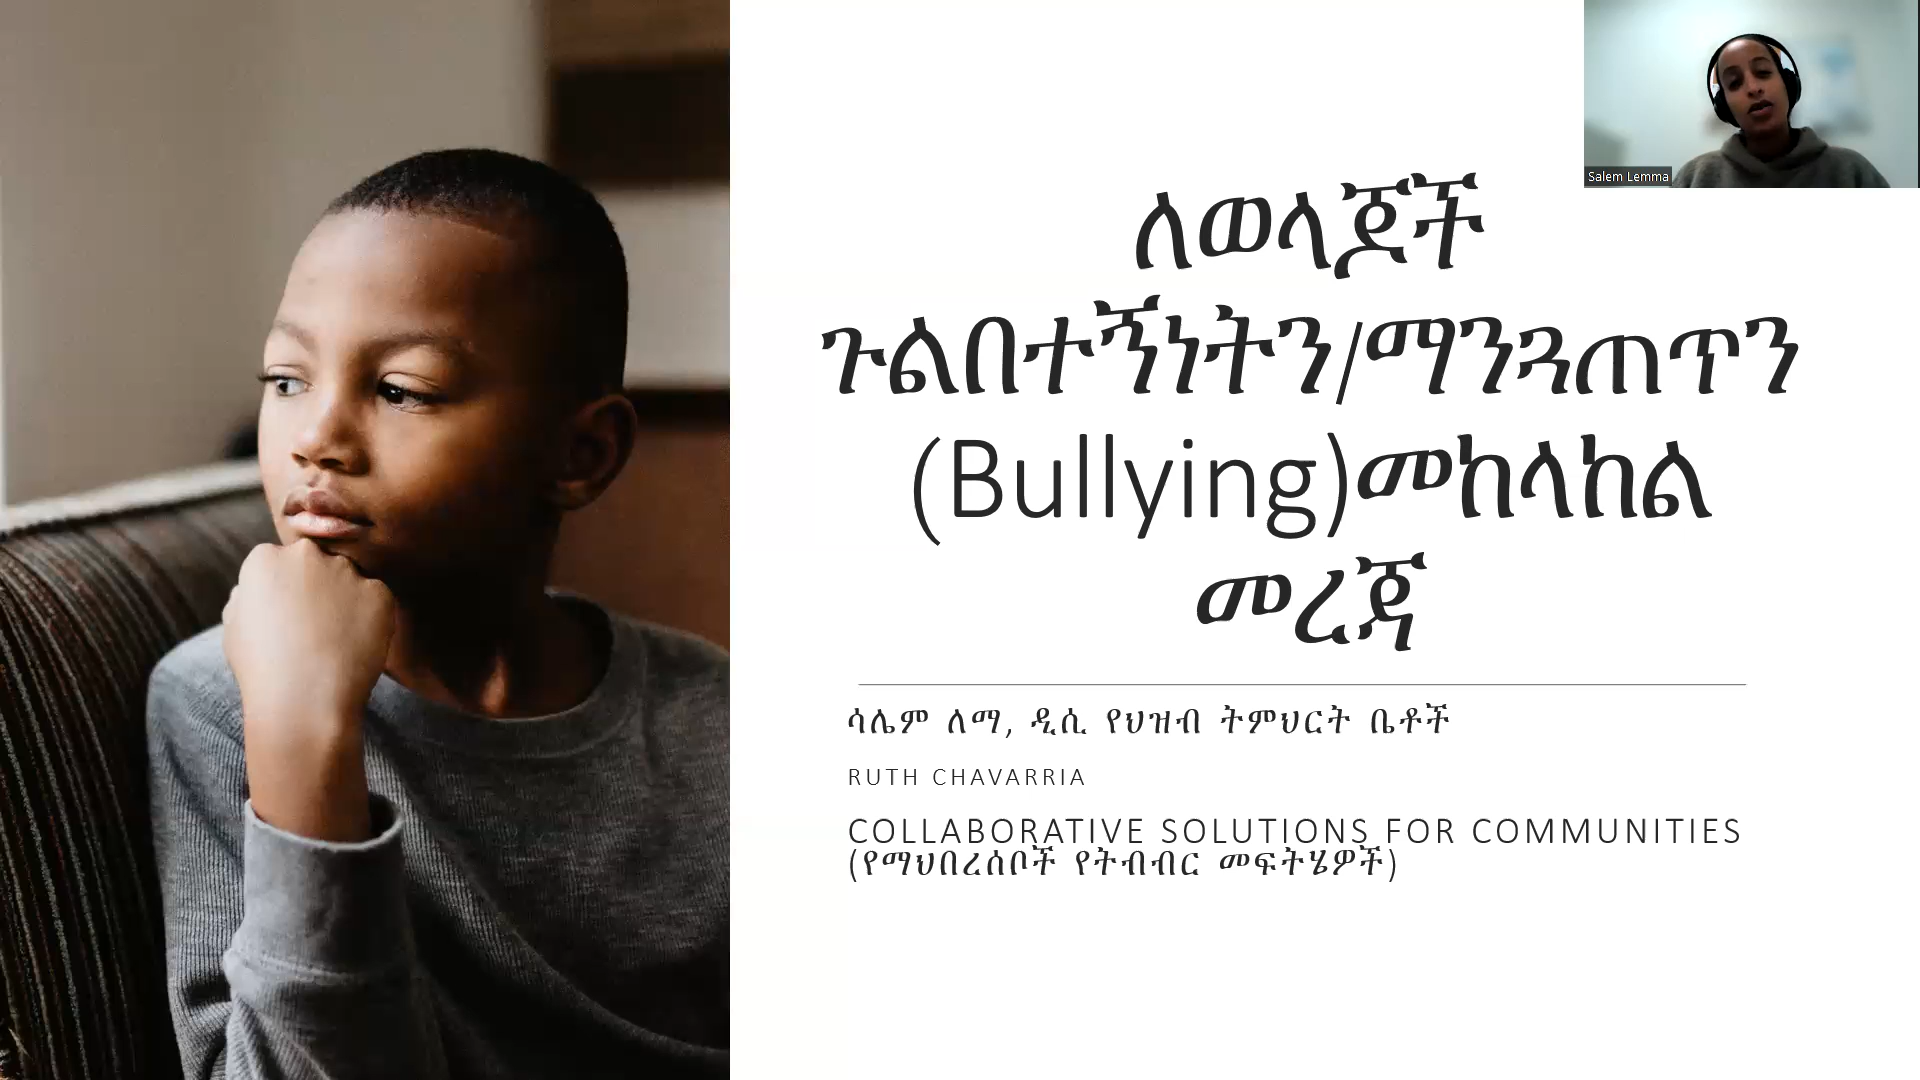 Salem Lemma
ለወላጆች
ጉልበተኝነትን/ማንጓጠጥን
(Bullying)መከላከል
መረጃ
ሳሌም ለማ, ዲሲ የህዝብ ትምህርት ቤቶች
RUTH CHAVARRIA
COLLABORATIVE SOLUTIONS FOR COMMUNITIES
(የማህበረሰቦች የትብብር መፍትሄዎች)